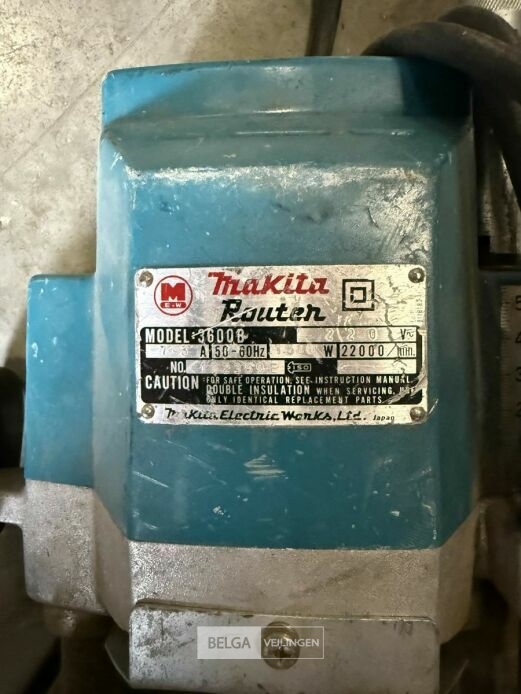 M
E·W
Makita
Router
MODEL 3600B 220 V~
A 50-60Hz W 22000/min.
NO. ISO
CAUTION: FOR SAFE OPERATION, SEE INSTRUCTION MANUAL.
DOUBLE INSULATION WHEN SERVICING, USE
ONLY IDENTICAL REPLACEMENT PARTS.
Makita Electric Works, Ltd. Japan
BELGA VEILINGEN